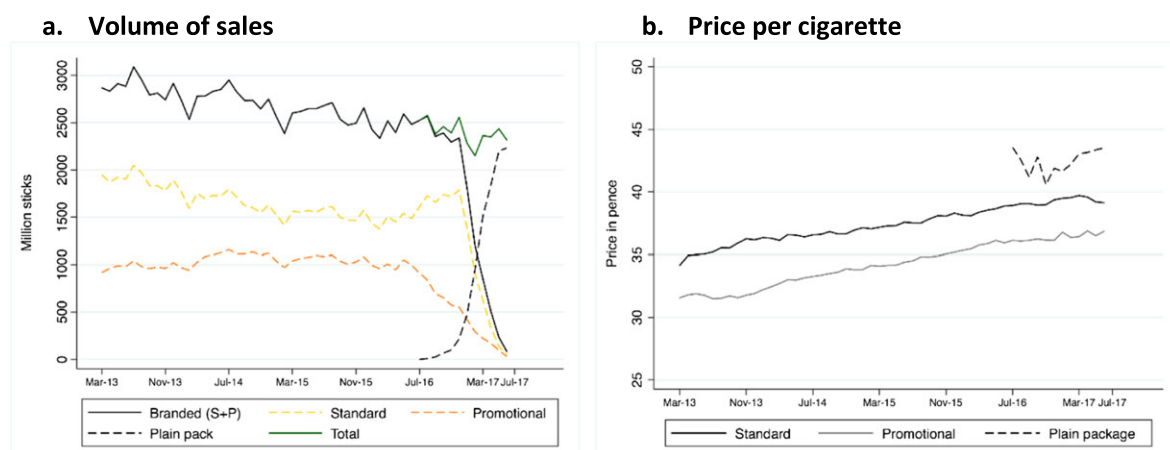 a. Volume of sales
Million sticks
3000
2500
2000
1500
1000
500
0
Mar-13 Nov-13 Jul-14 Mar-15 Nov-15 Jul-16 Mar-17 Jul-17
Branded (S+P) Standard Promotional
Plain pack Total
b. Price per cigarette
Price in pence
50
45
40
35
30
25
Mar-13 Nov-13 Jul-14 Mar-15 Nov-15 Jul-16 Mar-17 Jul-17
Standard Promotional Plain package